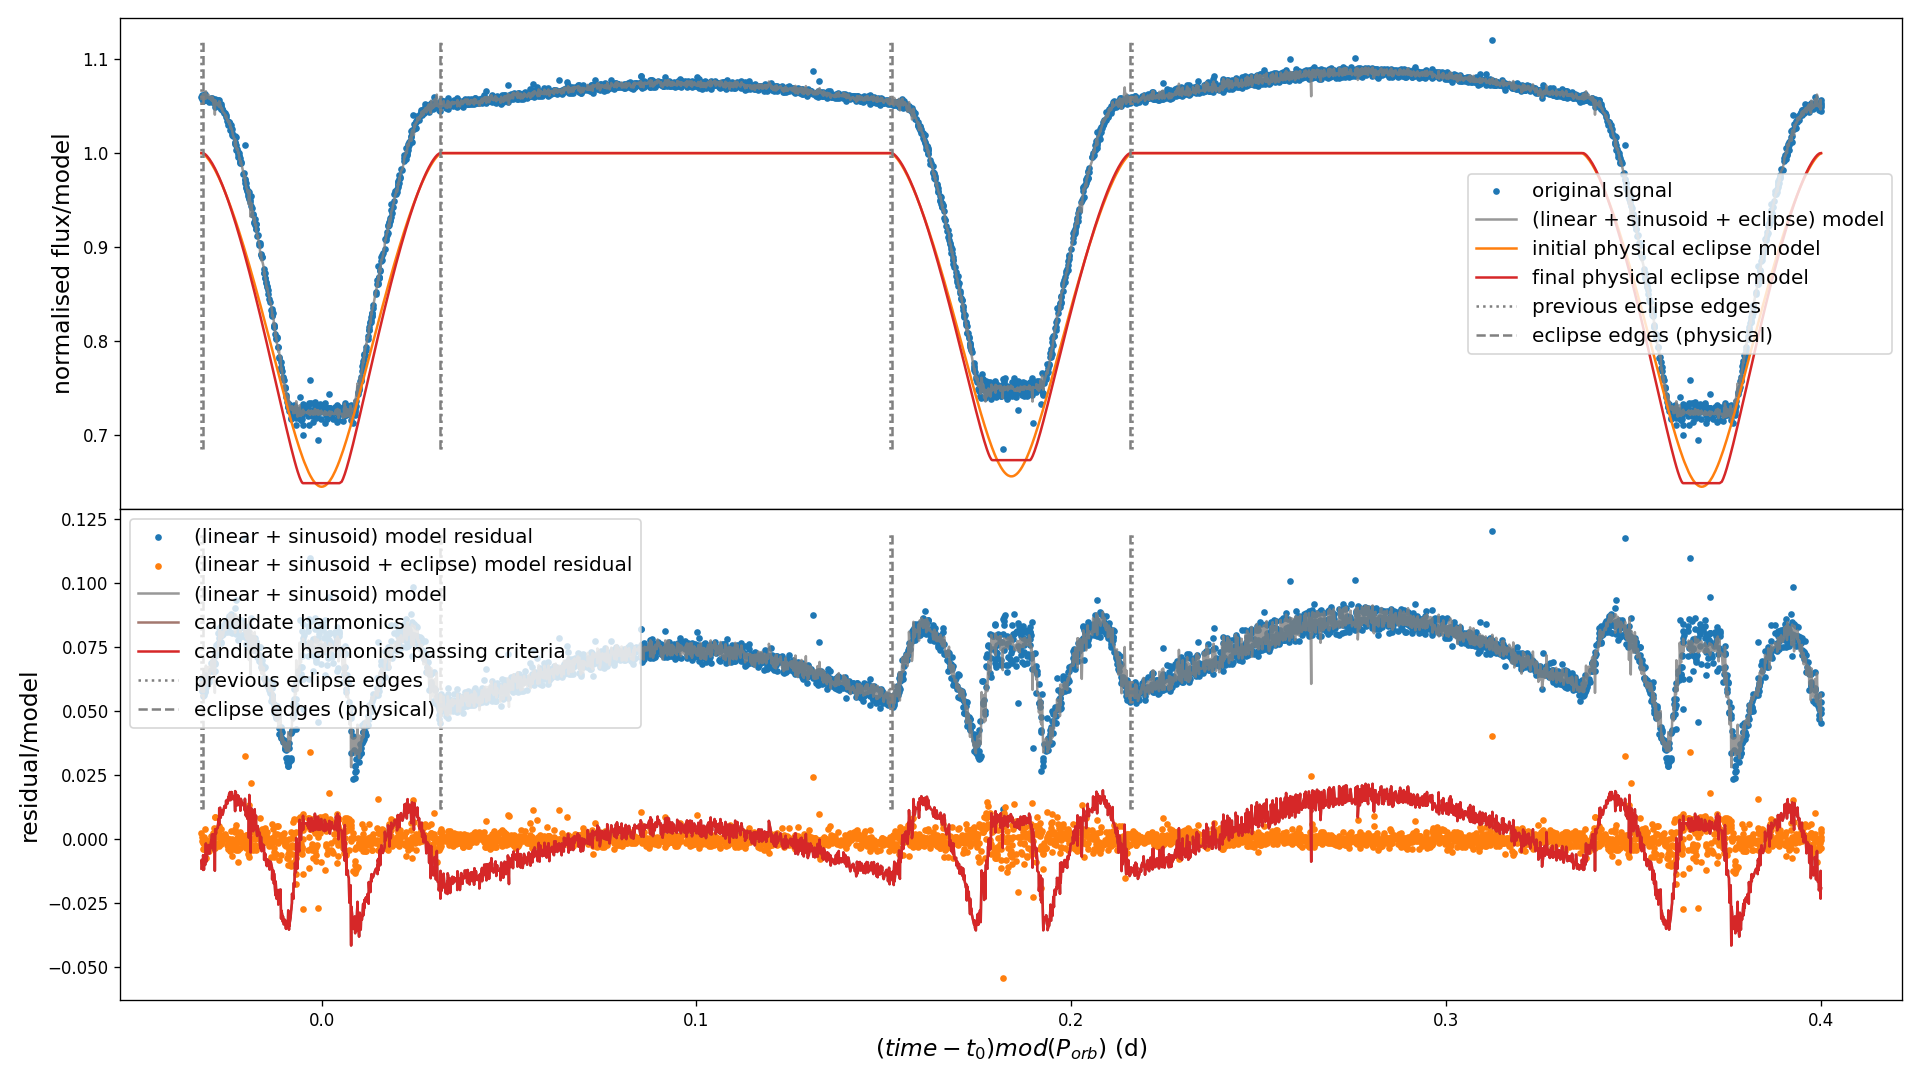 normalised flux/model
1.1
1.0
0.9
0.8
0.7
original signal
(linear + sinusoid + eclipse) model
initial physical eclipse model
final physical eclipse model
previous eclipse edges
eclipse edges (physical)
residual/model
0.125
0.100
0.075
0.050
0.025
0.000
−0.025
−0.050
(linear + sinusoid) model residual
(linear + sinusoid + eclipse) model residual
(linear + sinusoid) model
candidate harmonics
candidate harmonics passing criteria
previous eclipse edges
eclipse edges (physical)
0.0 0.1 0.2 0.3 0.4
(time − t₀)mod(Pₒᵣb) (d)